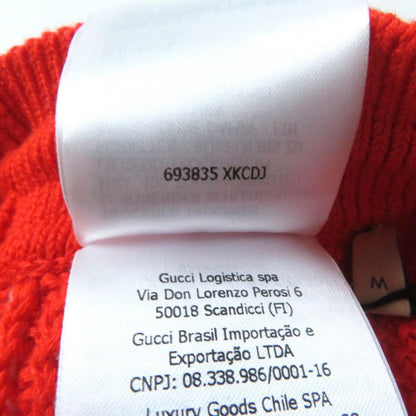 693835 XKCDJ
Gucci Logistica spa
Via Don Lorenzo Perosi 6
50018 Scandicci (FI)
Gucci Brasil Importação e
Exportação LTDA
CNPJ: 08.338.986/0001-16
Luxury Goods Chile SPA
M